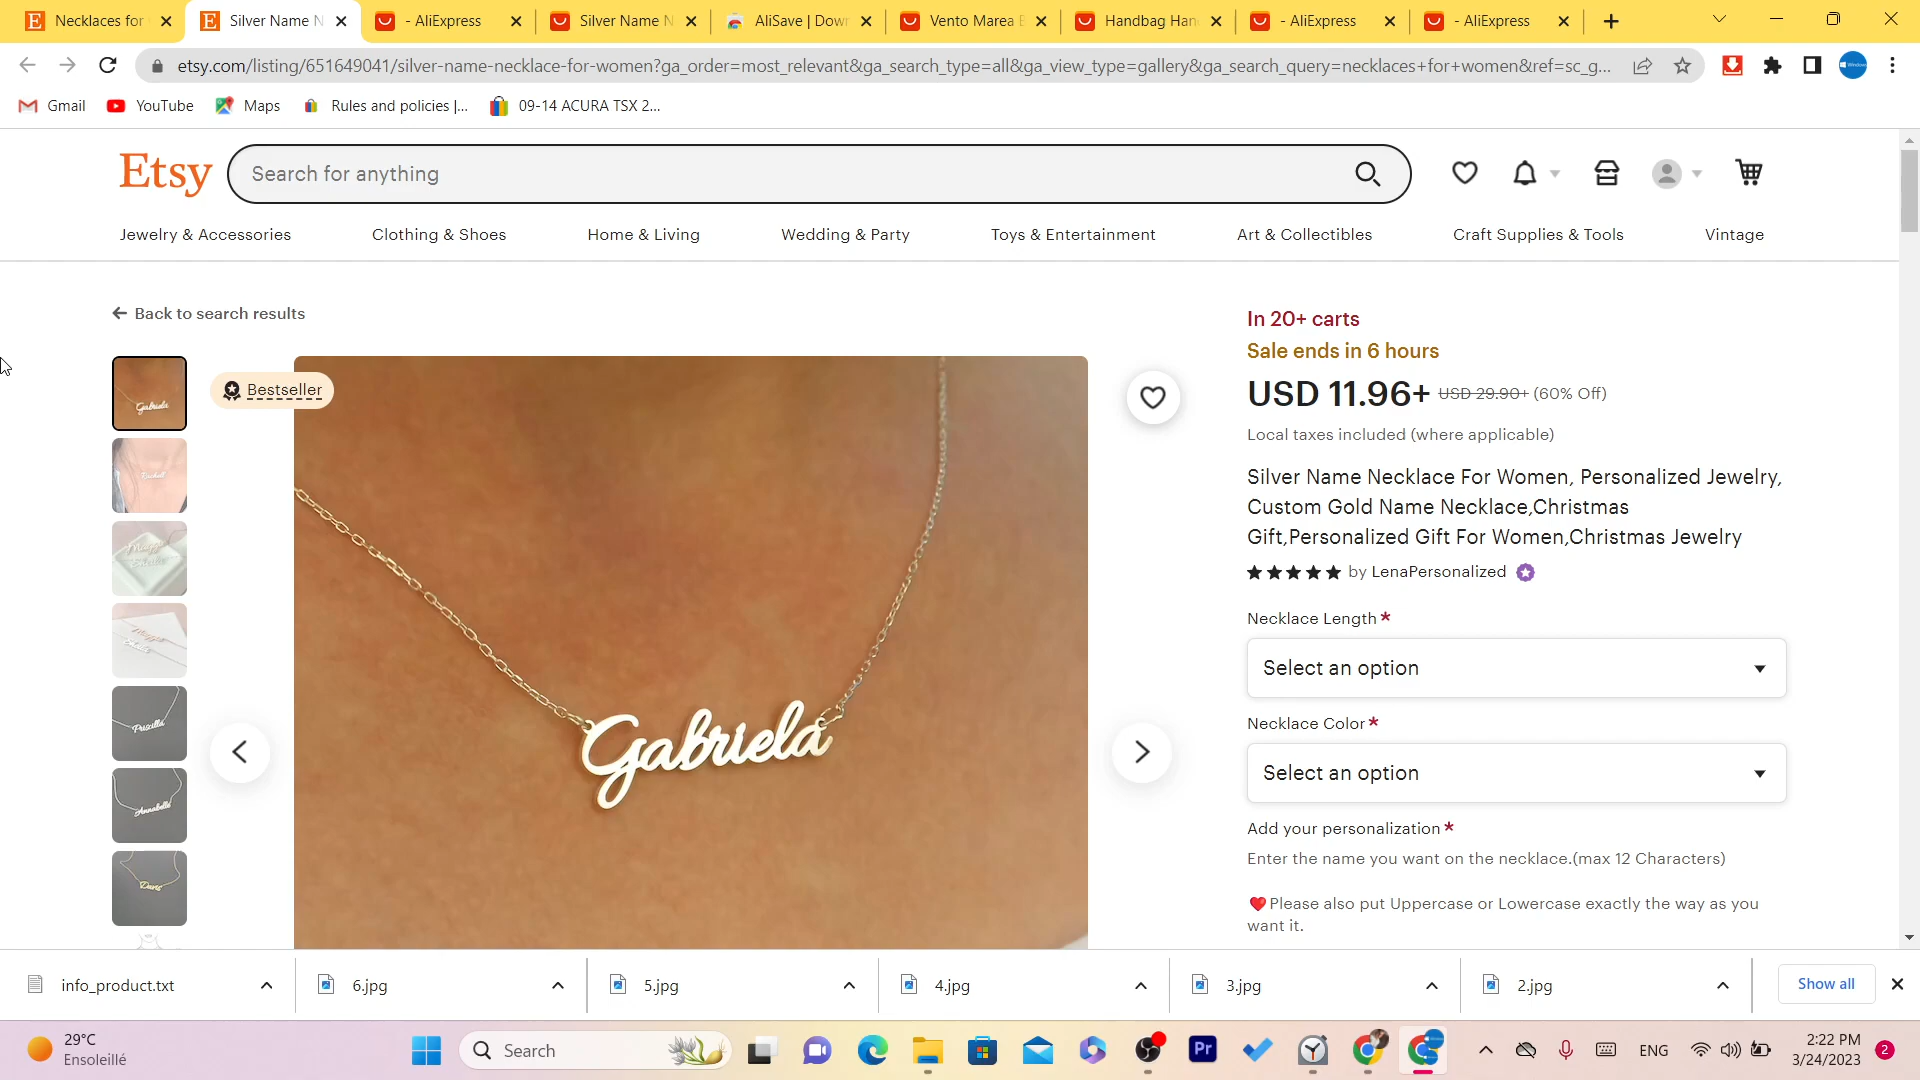 Necklaces for
Silver Name N
- AliExpress
Silver Name N
AliSave | Dow
Vento Marea B
Handbag Han
- AliExpress
- AliExpress
etsy.com/listing/651649041/silver-name-necklace-for-women?ga_order=most_relevant&ga_search_type=all&ga_view_type=gallery&ga_search_query=necklaces+for+women&ref=sc_g...
Gmail
YouTube
Maps
Rules and policies |...
09-14 ACURA TSX 2...
Etsy
Search for anything
Jewelry & Accessories
Clothing & Shoes
Home & Living
Wedding & Party
Toys & Entertainment
Art & Collectibles
Craft Supplies & Tools
Vintage
Back to search results
Bestseller
Gabriela
In 20+ carts
Sale ends in 6 hours
USD 11.96+ USD 29.90+ (60% Off)
Local taxes included (where applicable)
Silver Name Necklace For Women, Personalized Jewelry,
Custom Gold Name Necklace,Christmas
Gift,Personalized Gift For Women,Christmas Jewelry
by LenaPersonalized
Necklace Length *
Select an option
Necklace Color *
Select an option
Add your personalization *
Enter the name you want on the necklace.(max 12 Characters)
Please also put Uppercase or Lowercase exactly the way as you
want it.
Gabriela
Priscilla
Annabelle
info_product.txt
6.jpg
5.jpg
4.jpg
3.jpg
2.jpg
Show all
29°C
Ensoleillé
Search
Pr
ENG
2:22 PM
3/24/2023
2